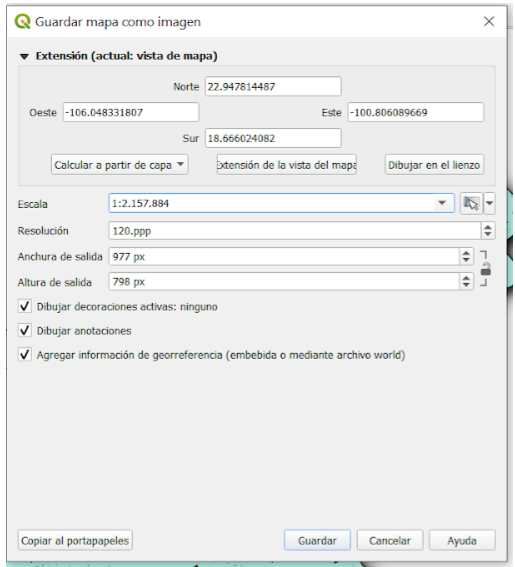 Guardar mapa como imagen
Extensión (actual: vista de mapa)
Norte 22.947814487
Oeste -106.048331807 Este -100.806089669
Sur 18.666024082
Calcular a partir de capa Extensión de la vista del mapa Dibujar en el lienzo
Escala 1:2.157.884
Resolución 120.ppp
Anchura de salida 977 px
Altura de salida 798 px
Dibujar decoraciones activas: ninguno
Dibujar anotaciones
Agregar información de georreferencia (embebida o mediante archivo world)
Copiar al portapapeles Guardar Cancelar Ayuda